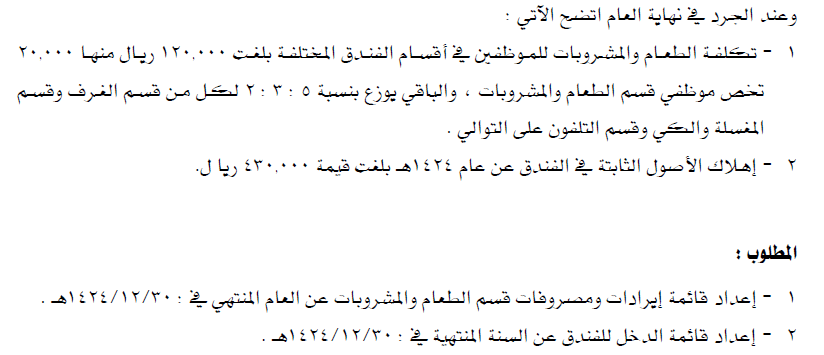 وعند الجرد في نهاية العام اتضح الآتي :
١ - تكلفة الطعام والمشروبات للموظفين في أقسام الفندق المختلفة بلغت ١٢٠,٠٠٠ ريال منها ٢٠,٠٠٠
تخص موظفي قسم الطعام والمشروبات ، والباقي يوزع بنسبة ٥ : ٣ : ٢ لكل من قسم الغرف وقسم
المغسلة والكي وقسم التلفون على التوالي .
٢ - إهلاك الأصول الثابتة في الفندق عن عام ١٤٢٤هـ بلغت قيمة ٤٣٠,٠٠٠ ريا ل.
المطلوب :
١ - إعداد قائمة إيرادات ومصروفات قسم الطعام والمشروبات عن العام المنتهي في : ١٤٢٤/١٢/٣٠هـ .
٢ - إعداد قائمة الدخل للفندق عن السنة المنتهية في : ١٤٢٤/١٢/٣٠هـ .